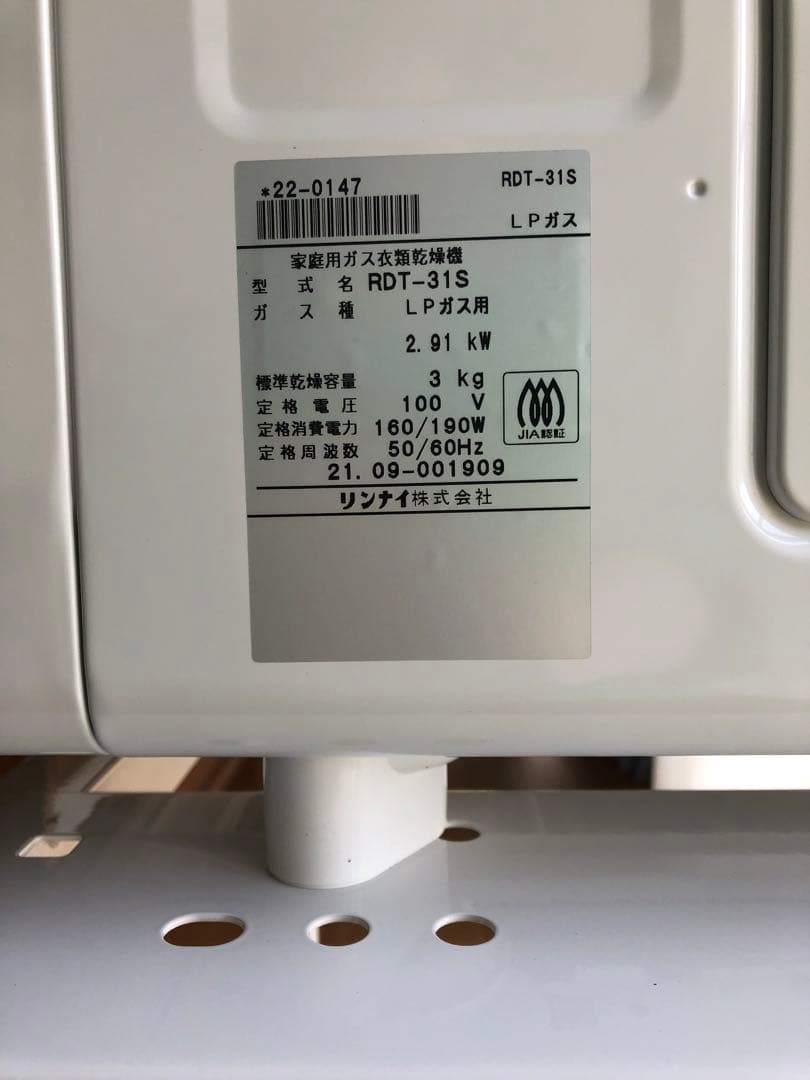 *22-0147
RDT-31S
LPガス
家庭用ガス衣類乾燥機
型式名 RDT-31S
ガス種 LPガス用
2.91 kW
標準乾燥容量 3 kg
定格電圧 100 V
定格消費電力 160/190W
定格周波数 50/60Hz
JIA認証
21.09-001909
リンナイ株式会社